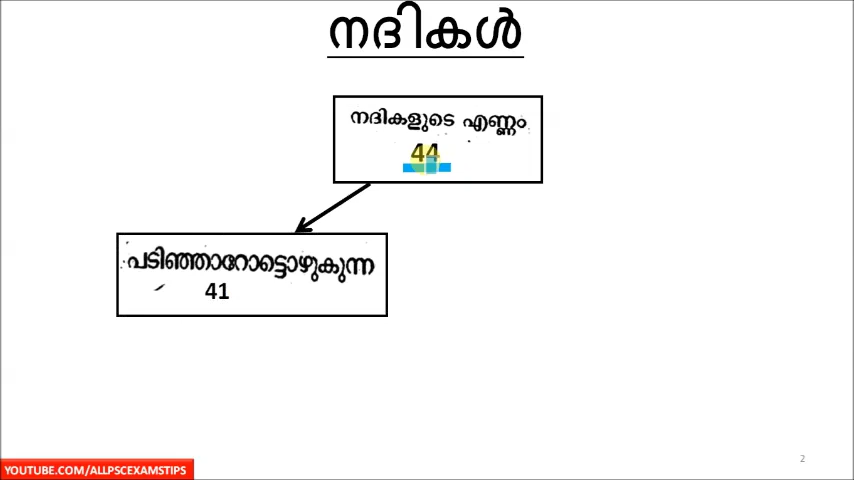 നദികൾ
നദികളുടെ എണ്ണം
44
പടിഞ്ഞാറോട്ടൊഴുകുന്ന
41
2
YOUTUBE.COM/ALLPSCEXAMSTIPS